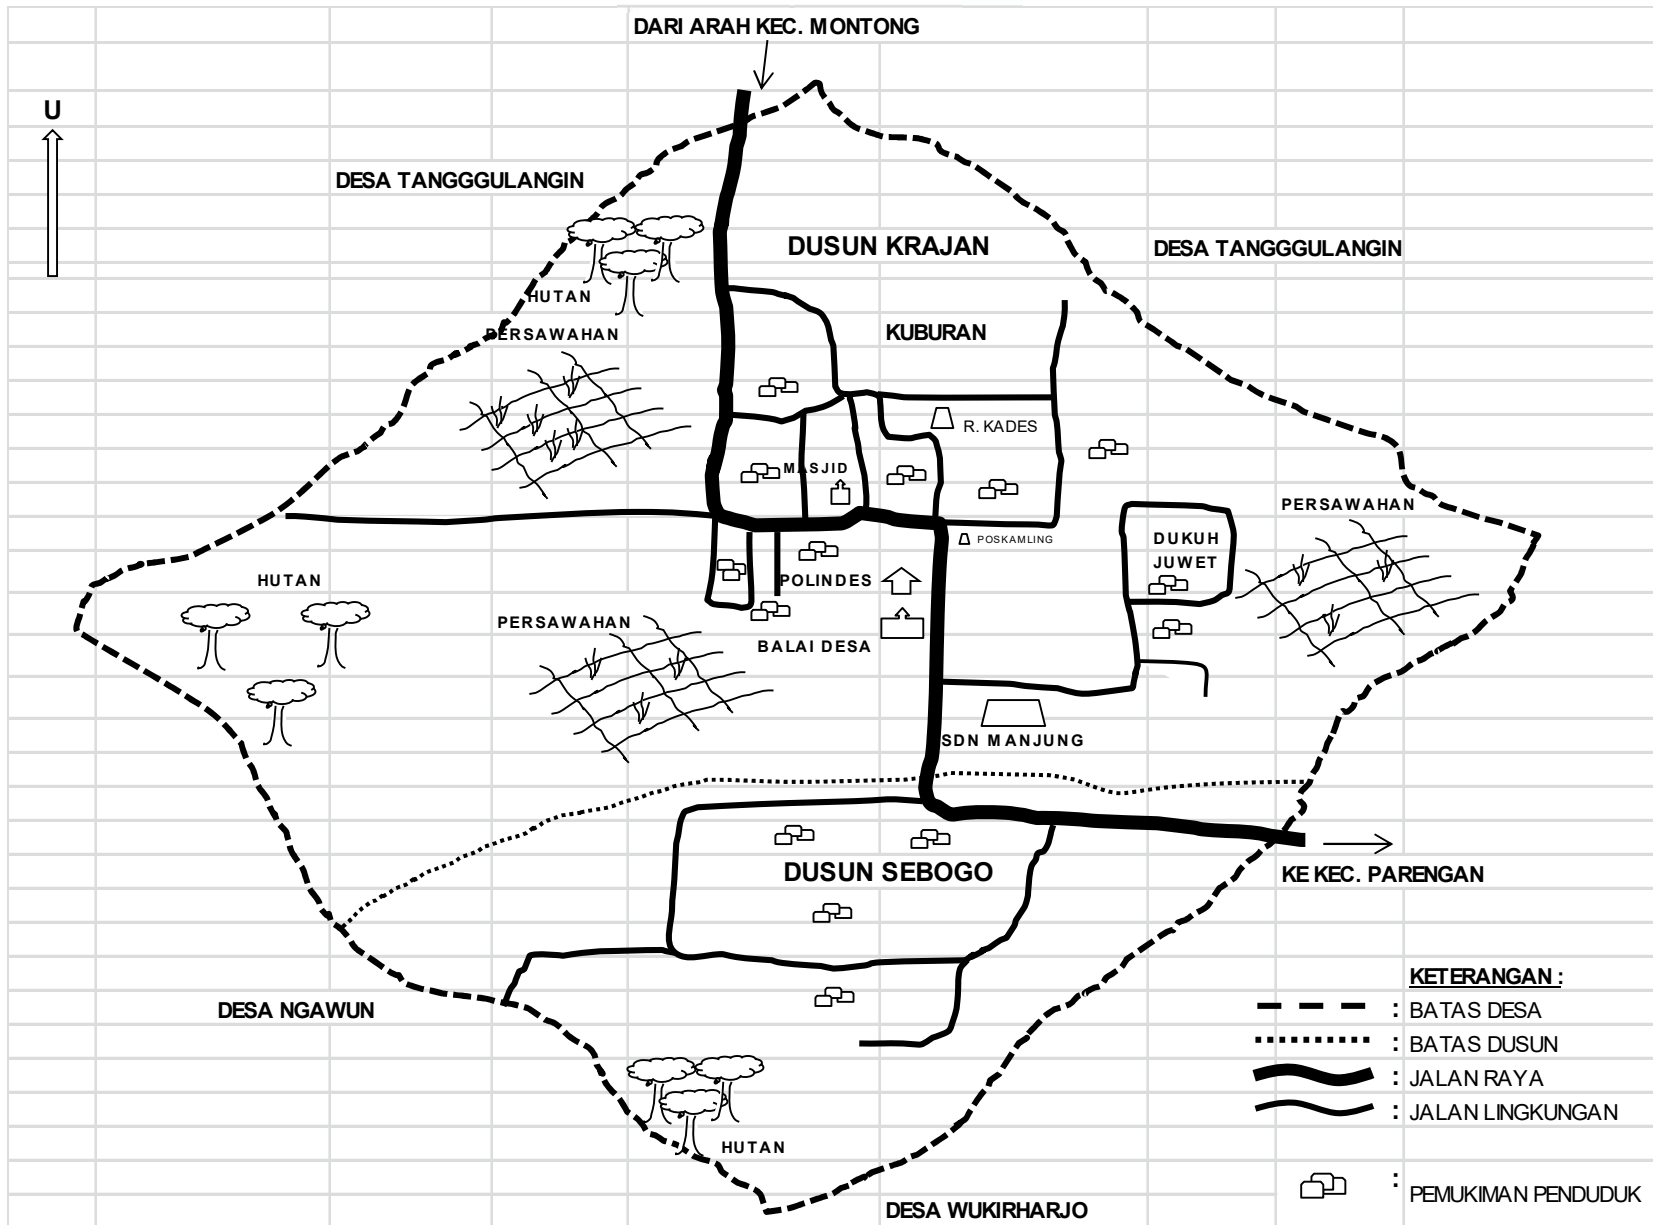 DARI ARAH KEC. MONTONG
U
DESA TANGGGULANGIN
DUSUN KRAJAN
DESA TANGGGULANGIN
HUTAN
PERSAWAHAN
KUBURAN
R. KADES
MASJID
PERSAWAHAN
POSKAMLING
DUKUH
JUWET
HUTAN
POLINDES
PERSAWAHAN
BALAI DESA
SDN MANJUNG
DUSUN SEBOGO
KE KEC. PARENGAN
DESA NGAWUN
HUTAN
DESA WUKIRHARJO
KETERANGAN :
: BATAS DESA
: BATAS DUSUN
: JALAN RAYA
: JALAN LINGKUNGAN
: PEMUKIMAN PENDUDUK